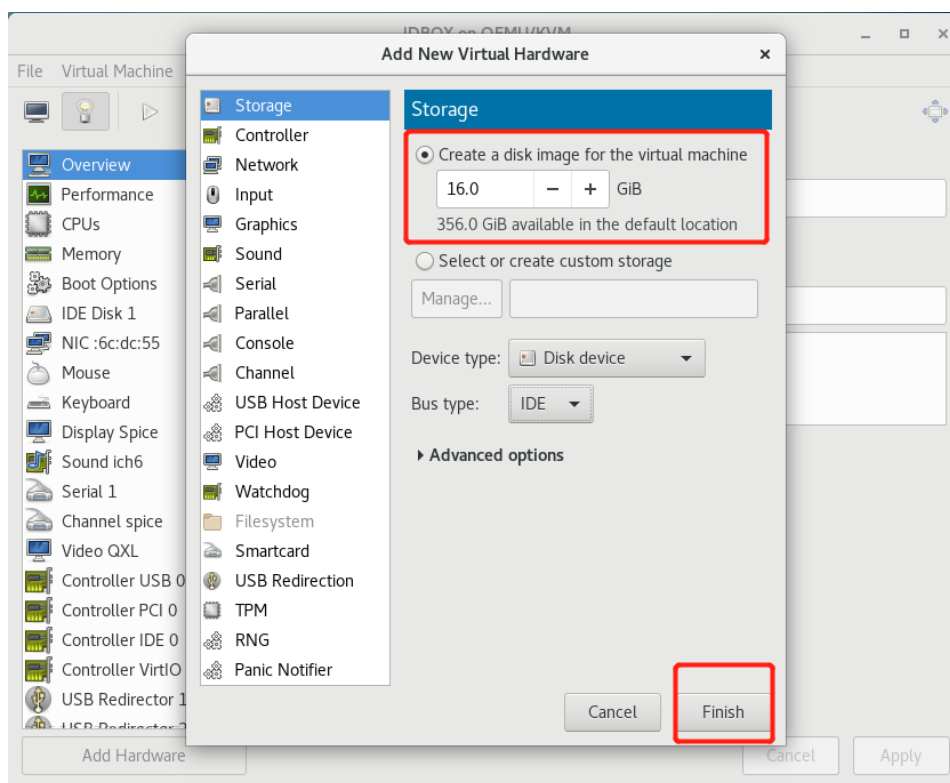 IDBOX on QEMU/KVM
Add New Virtual Hardware
File Virtual Machine
Overview
Performance
CPUs
Memory
Boot Options
IDE Disk 1
NIC :6c:dc:55
Mouse
Keyboard
Display Spice
Sound ich6
Serial 1
Channel spice
Video QXL
Controller USB 0
Controller PCI 0
Controller IDE 0
Controller VirtIO
USB Redirector 1
USB Redirector 2
Add Hardware
Storage
Controller
Network
Input
Graphics
Sound
Serial
Parallel
Console
Channel
USB Host Device
PCI Host Device
Video
Watchdog
Filesystem
Smartcard
USB Redirection
TPM
RNG
Panic Notifier
Storage
Create a disk image for the virtual machine
16.0 − + GiB
356.0 GiB available in the default location
Select or create custom storage
Manage...
Device type: Disk device
Bus type: IDE
Advanced options
Cancel Finish
Cancel Apply